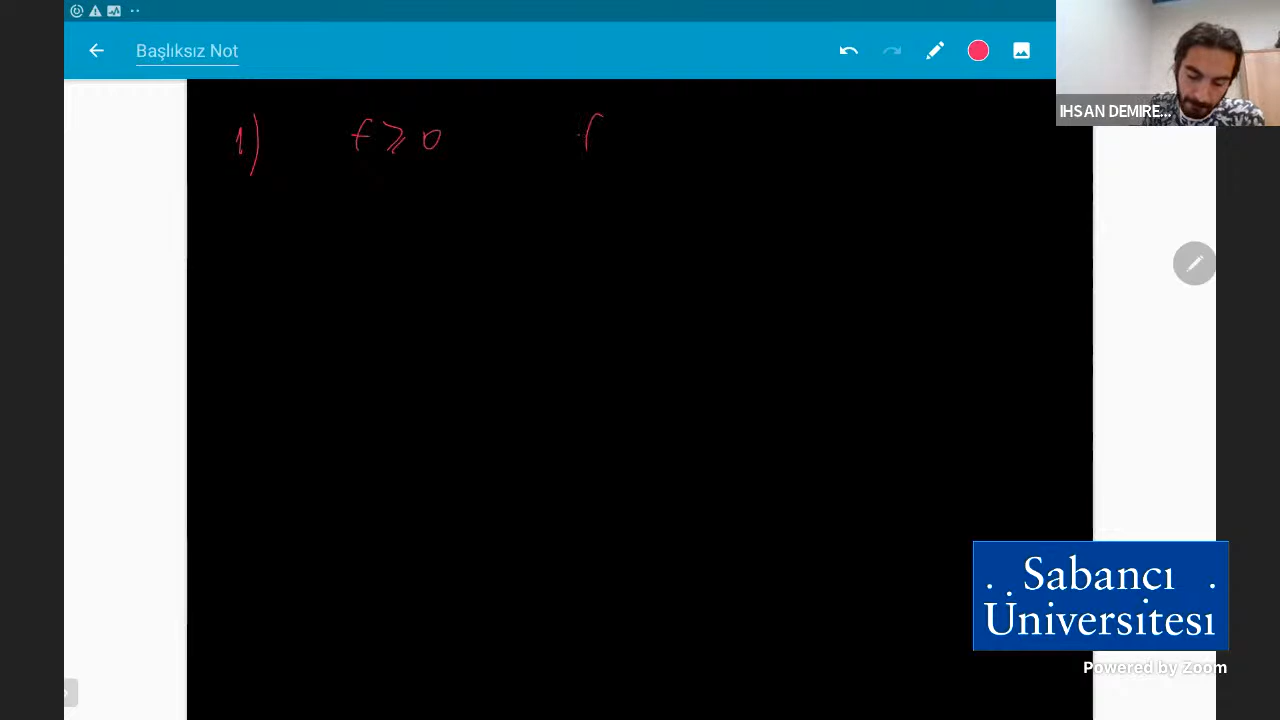 Başlıksız Not
IHSAN DEMIRE...
1) f ≥ 0 f
Sabancı
Üniversitesi
Powered by Zoom